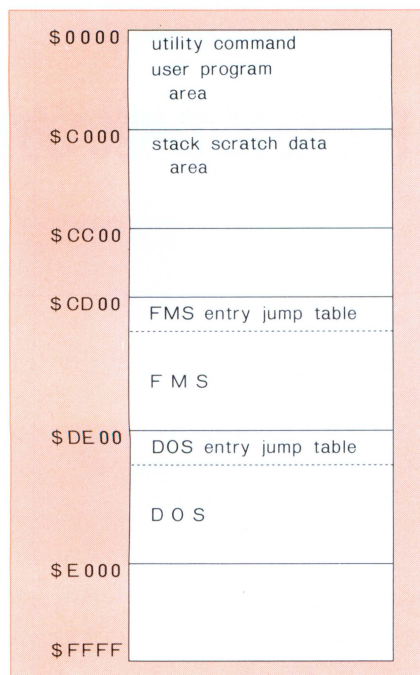 $0000
utility command
user program
area
$C000
stack scratch data
area
$CC00
$CD00
FMS entry jump table
FMS
$DE00
DOS entry jump table
DOS
$E000
$FFFF